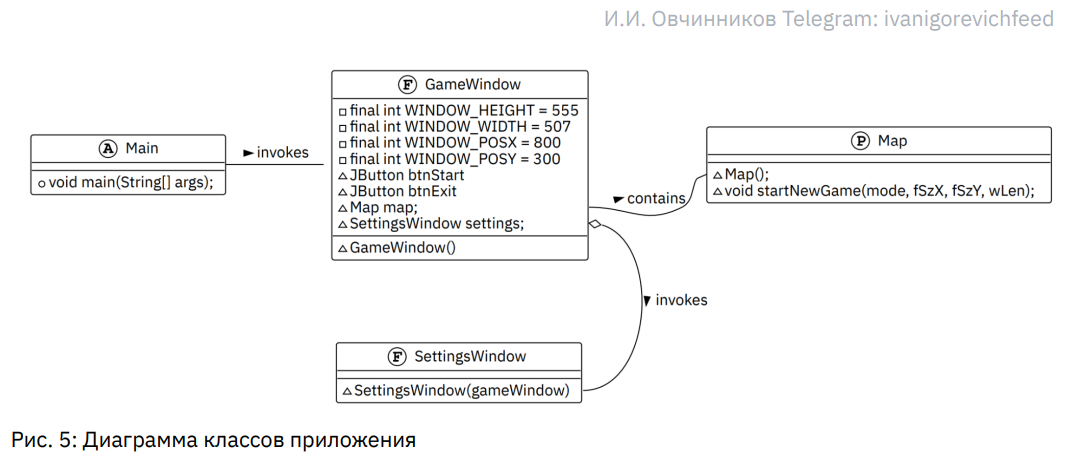 И.И. Овчинников Telegram: ivanigorevichfeed
F GameWindow
final int WINDOW_HEIGHT = 555
final int WINDOW_WIDTH = 507
final int WINDOW_POSX = 800
final int WINDOW_POSY = 300
JButton btnStart
JButton btnExit
Map map;
SettingsWindow settings;
GameWindow()
A Main
void main(String[] args);
invokes
P Map
Map();
void startNewGame(mode, fSzX, fSzY, wLen);
contains
invokes
F SettingsWindow
SettingsWindow(gameWindow)
Рис. 5: Диаграмма классов приложения